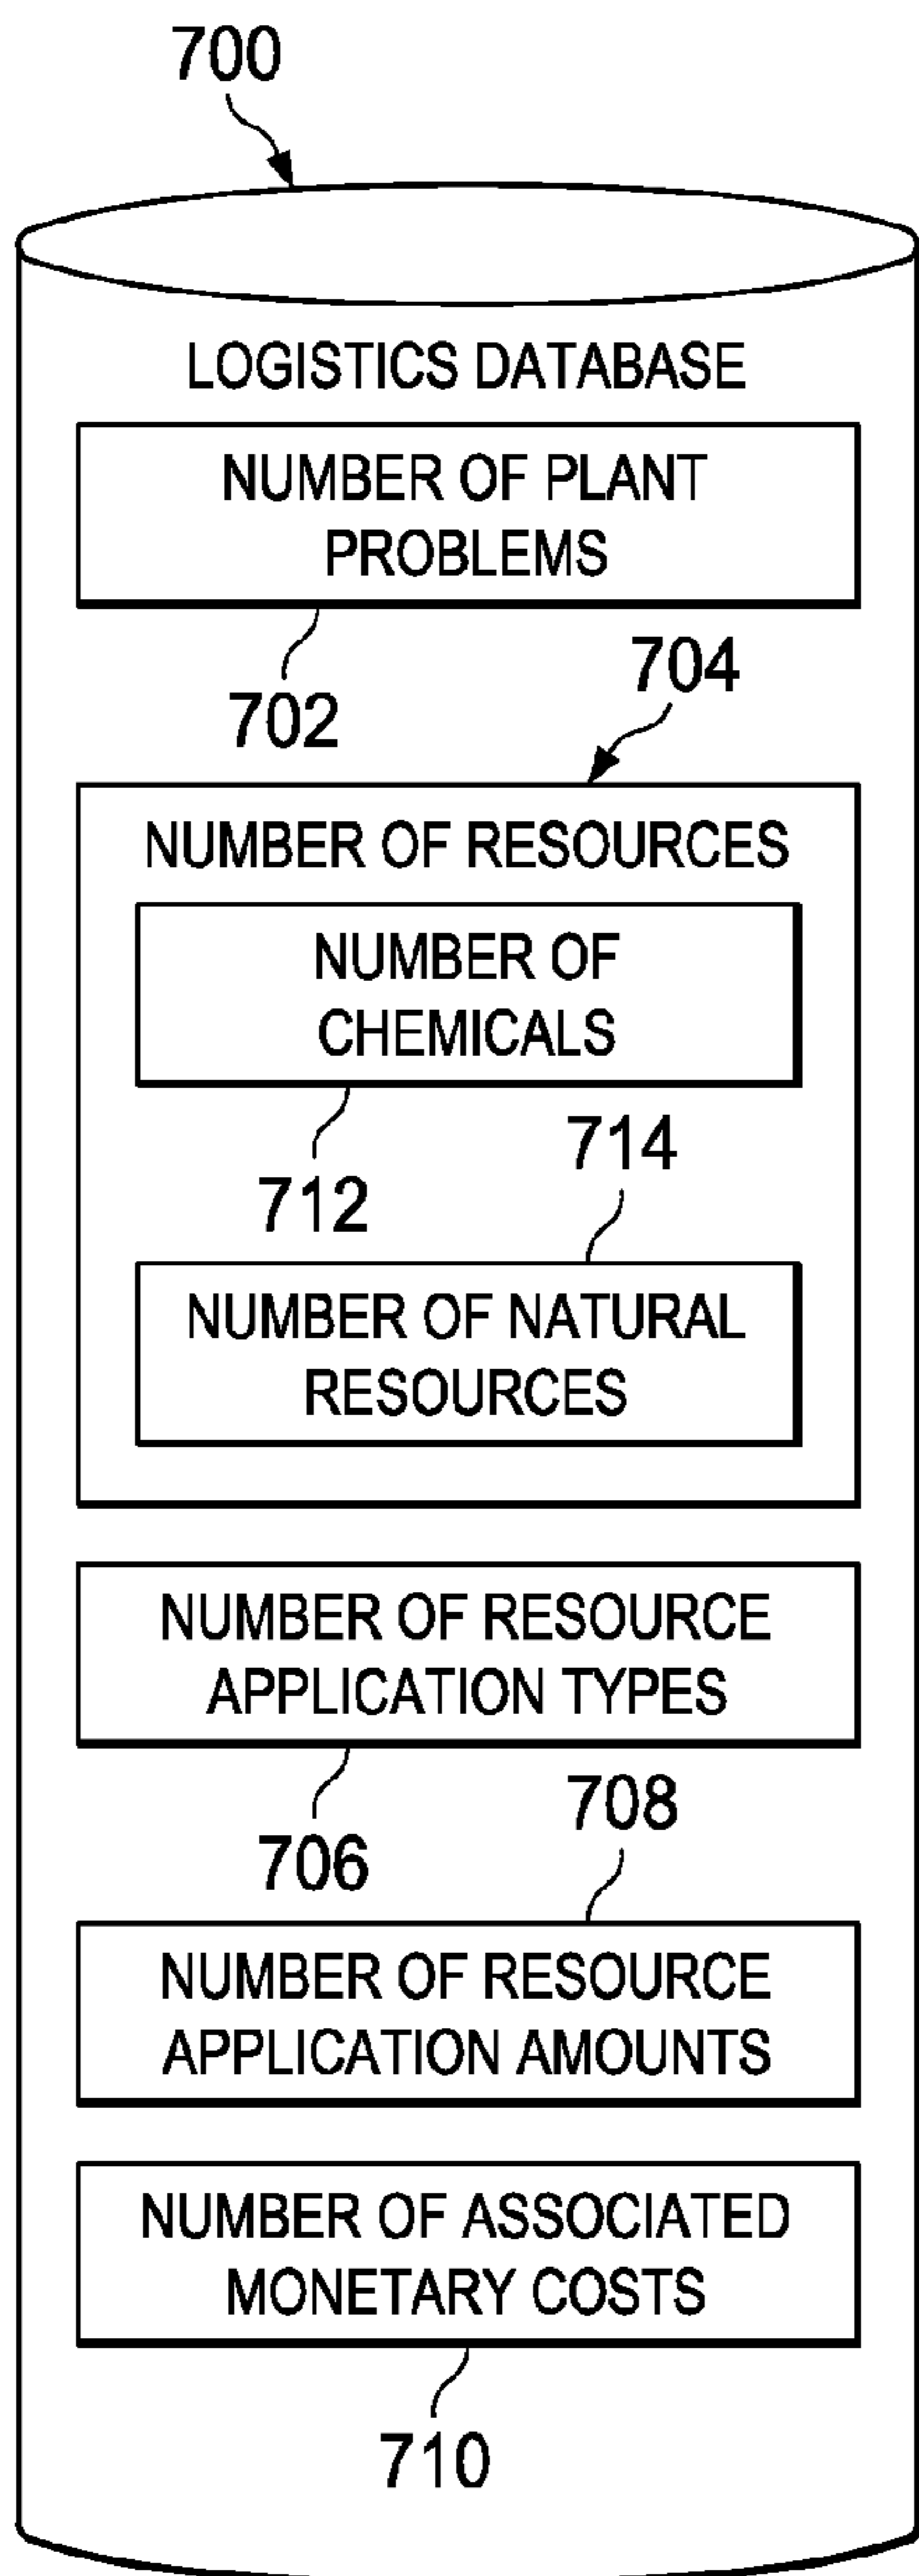 700
LOGISTICS DATABASE
NUMBER OF PLANT
PROBLEMS
702
704
NUMBER OF RESOURCES
NUMBER OF
CHEMICALS
712
714
NUMBER OF NATURAL
RESOURCES
NUMBER OF RESOURCE
APPLICATION TYPES
706
708
NUMBER OF RESOURCE
APPLICATION AMOUNTS
NUMBER OF ASSOCIATED
MONETARY COSTS
710